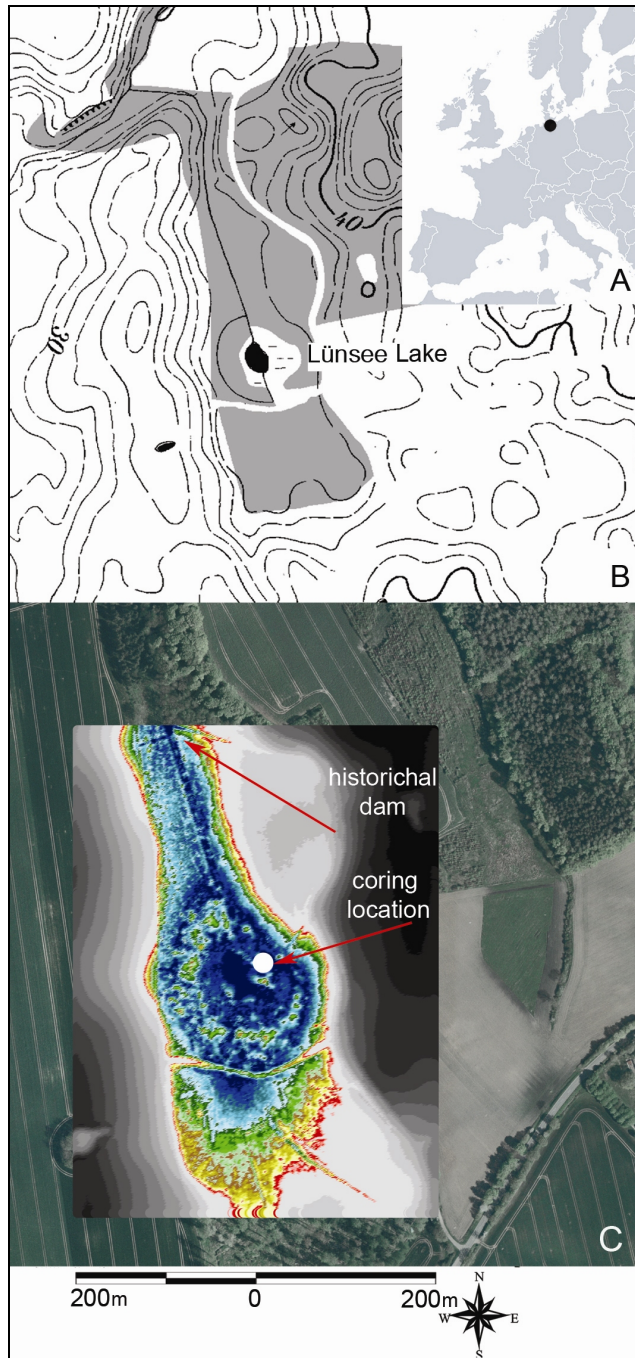 A
40
30
Lünsee Lake
B
historichal
dam
coring
location
C
200m 0 200m
N
W E
S